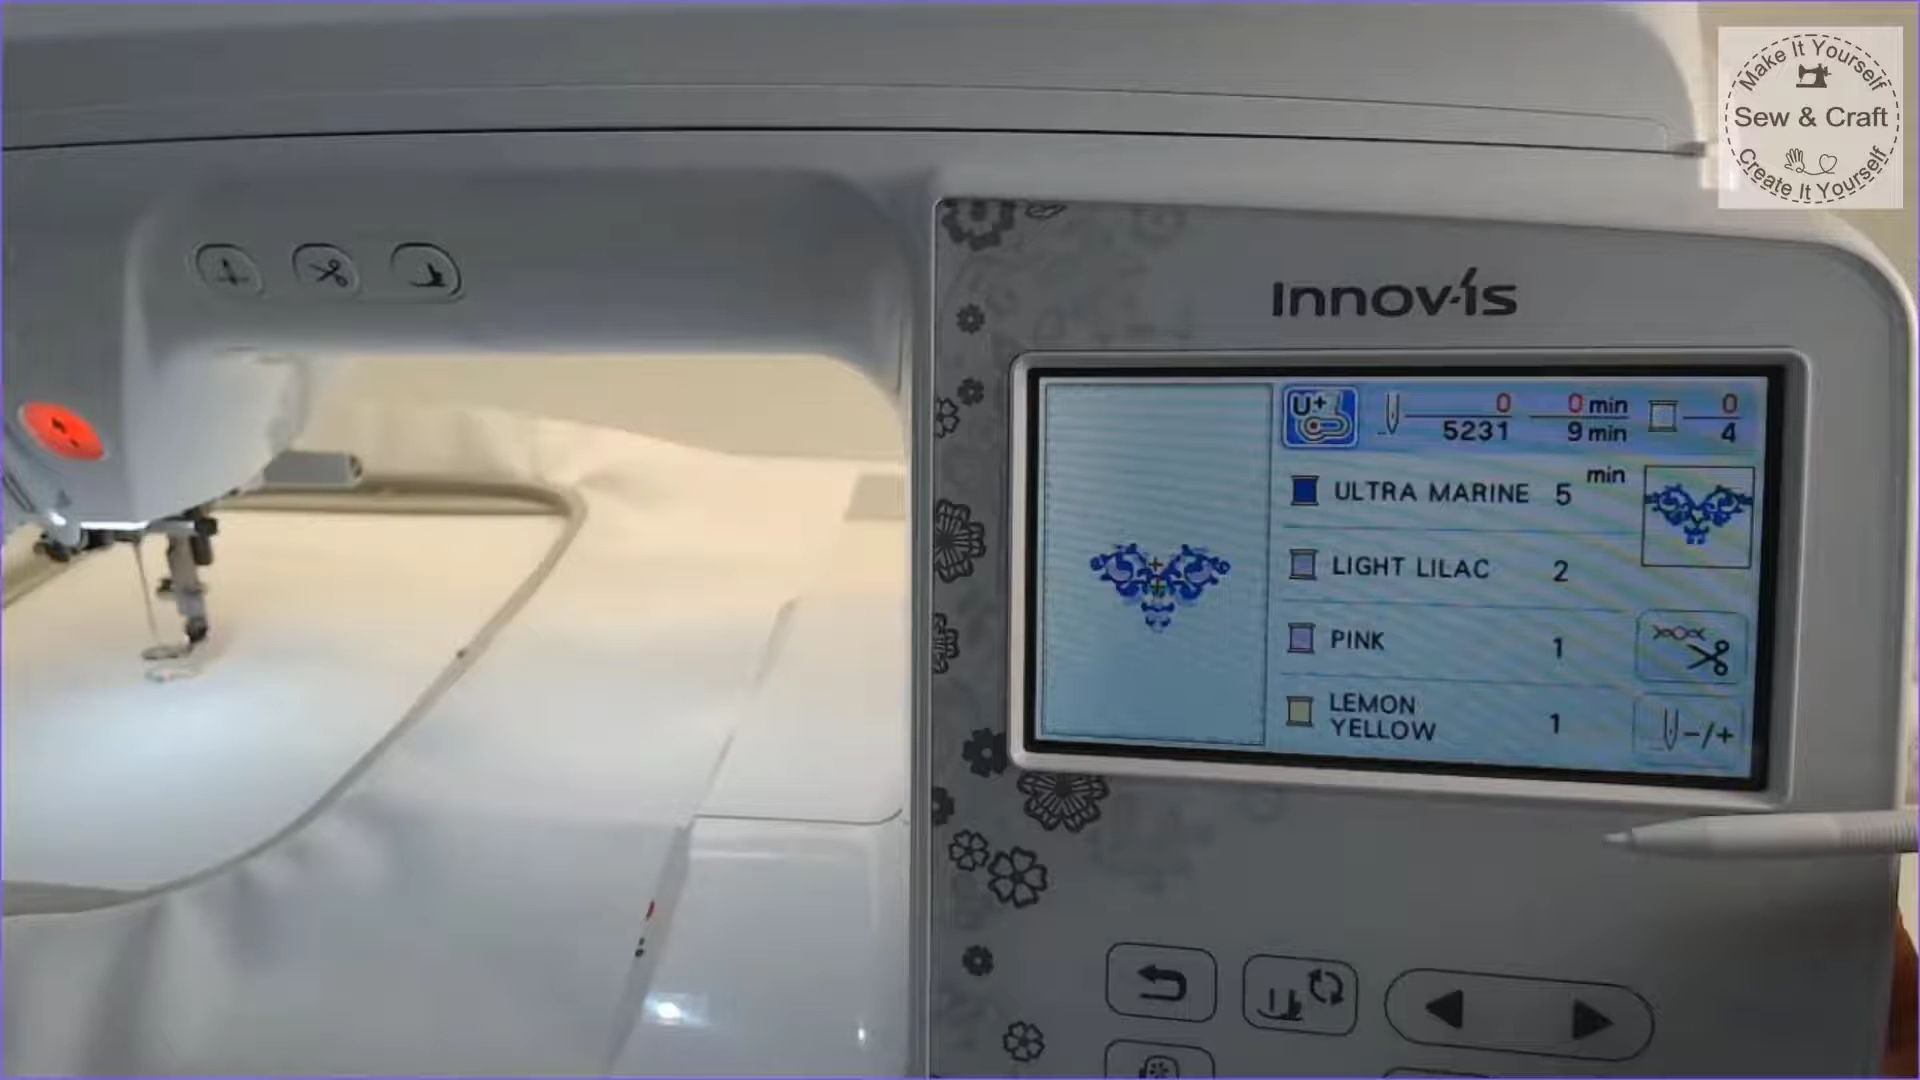 Make It Yourself
Sew & Craft
Create It Yourself
Innov-ís
U+
0
0 min
0
5231
9 min
4
min
ULTRA MARINE 5
LIGHT LILAC 2
PINK 1
LEMON
YELLOW 1
-/+